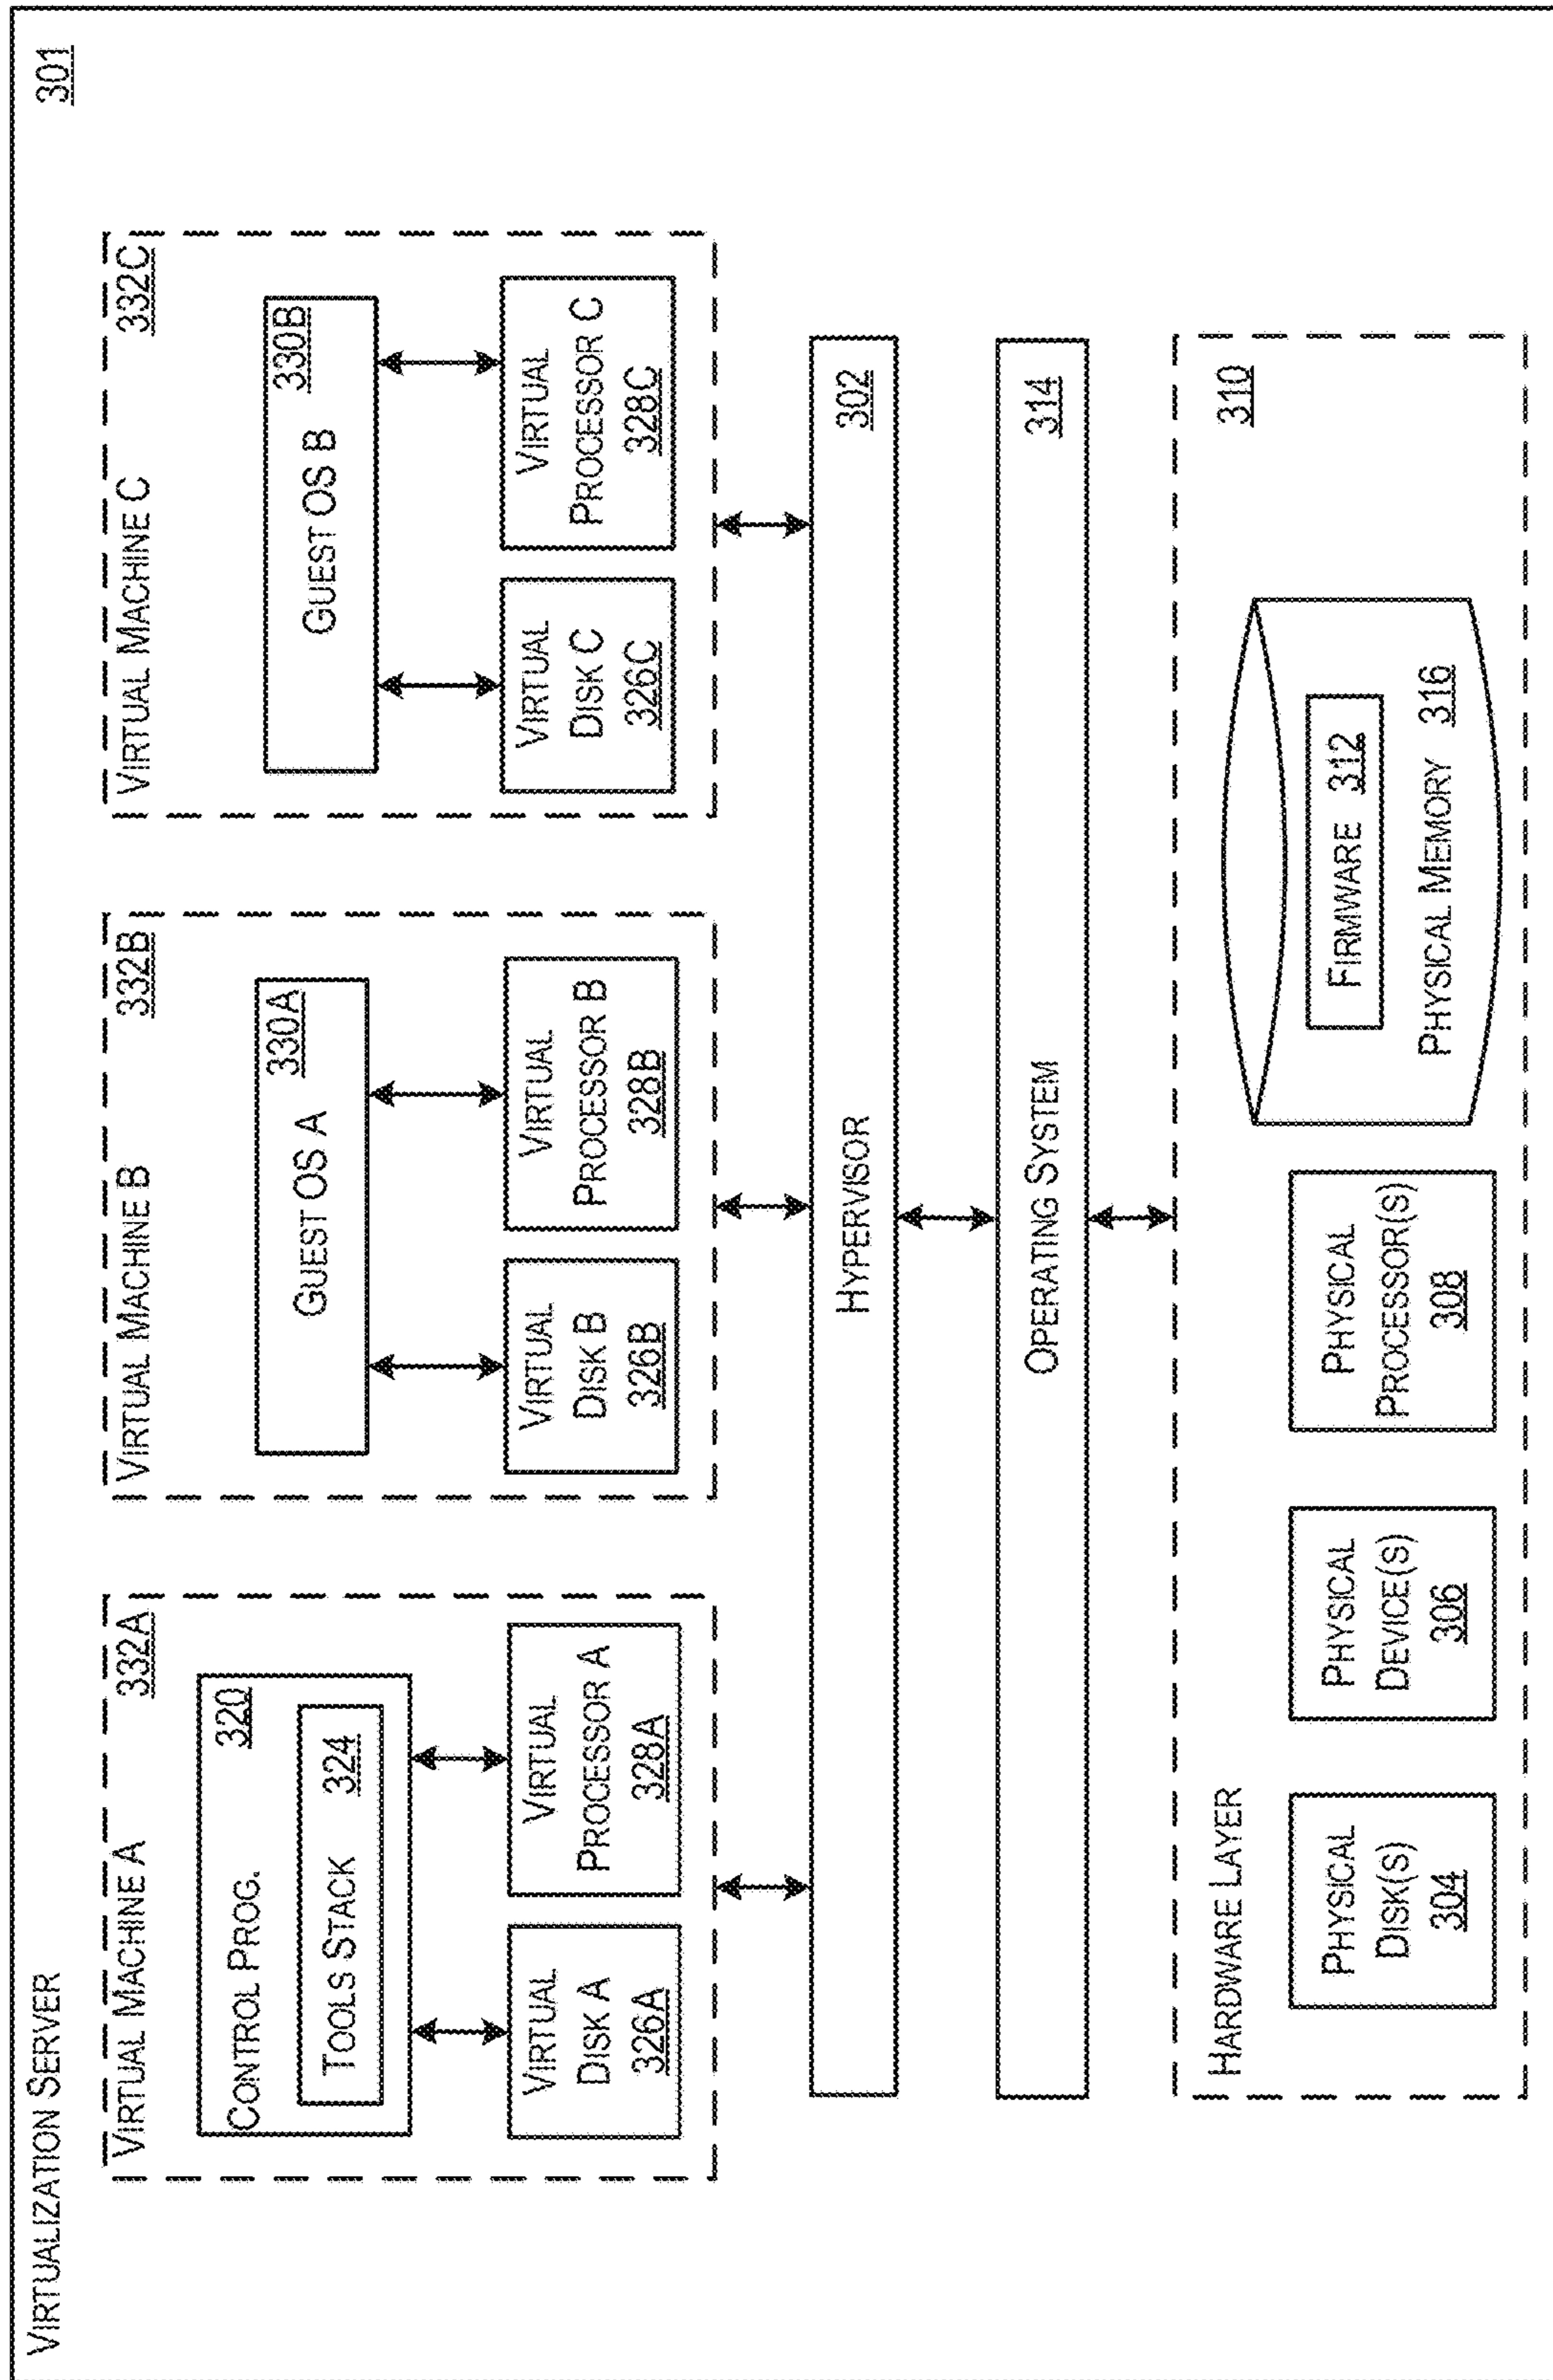 VIRTUALIZATION SERVER
301
VIRTUAL MACHINE A
332A
CONTROL PROG.
320
TOOLS STACK 324
VIRTUAL
DISK A
326A
VIRTUAL
PROCESSOR A
328A
VIRTUAL MACHINE B
332B
330A
GUEST OS A
VIRTUAL
DISK B
326B
VIRTUAL
PROCESSOR B
328B
VIRTUAL MACHINE C
332C
330B
GUEST OS B
VIRTUAL
DISK C
326C
VIRTUAL
PROCESSOR C
328C
HYPERVISOR
302
OPERATING SYSTEM
314
HARDWARE LAYER
310
PHYSICAL
DISK(S)
304
PHYSICAL
DEVICE(S)
306
PHYSICAL
PROCESSOR(S)
308
FIRMWARE 312
PHYSICAL MEMORY 316